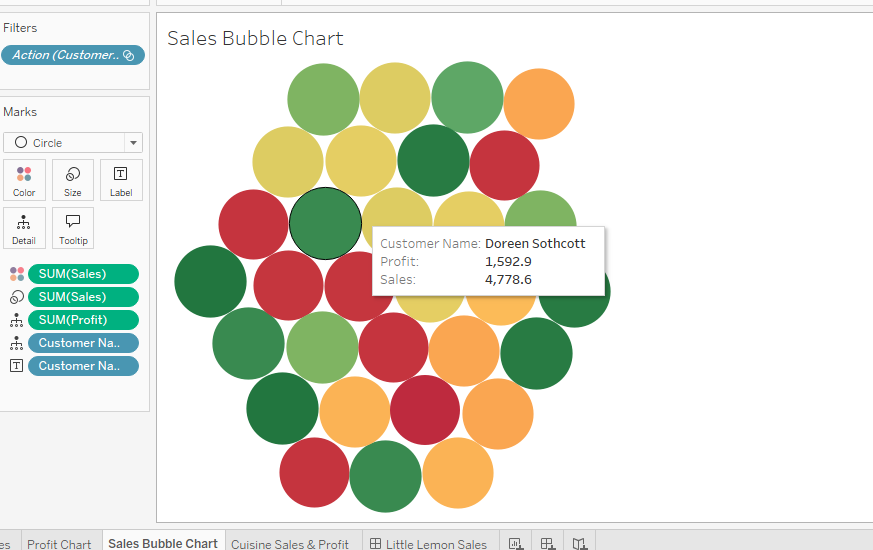 Filters
Action (Customer..
Marks
Circle
Color
Size
Label
Detail
Tooltip
SUM(Sales)
SUM(Sales)
SUM(Profit)
Customer Na..
Customer Na..
Sales Bubble Chart
Customer Name: Doreen Sothcott
Profit: 1,592.9
Sales: 4,778.6
es
Profit Chart
Sales Bubble Chart
Cuisine Sales & Profit
Little Lemon Sales